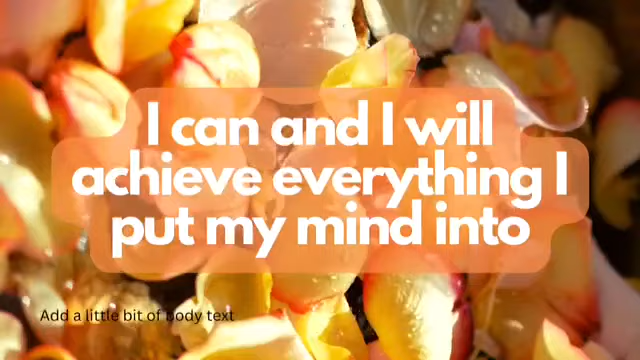 I can and I will
achieve everything I
put my mind into
Add a little bit of body text